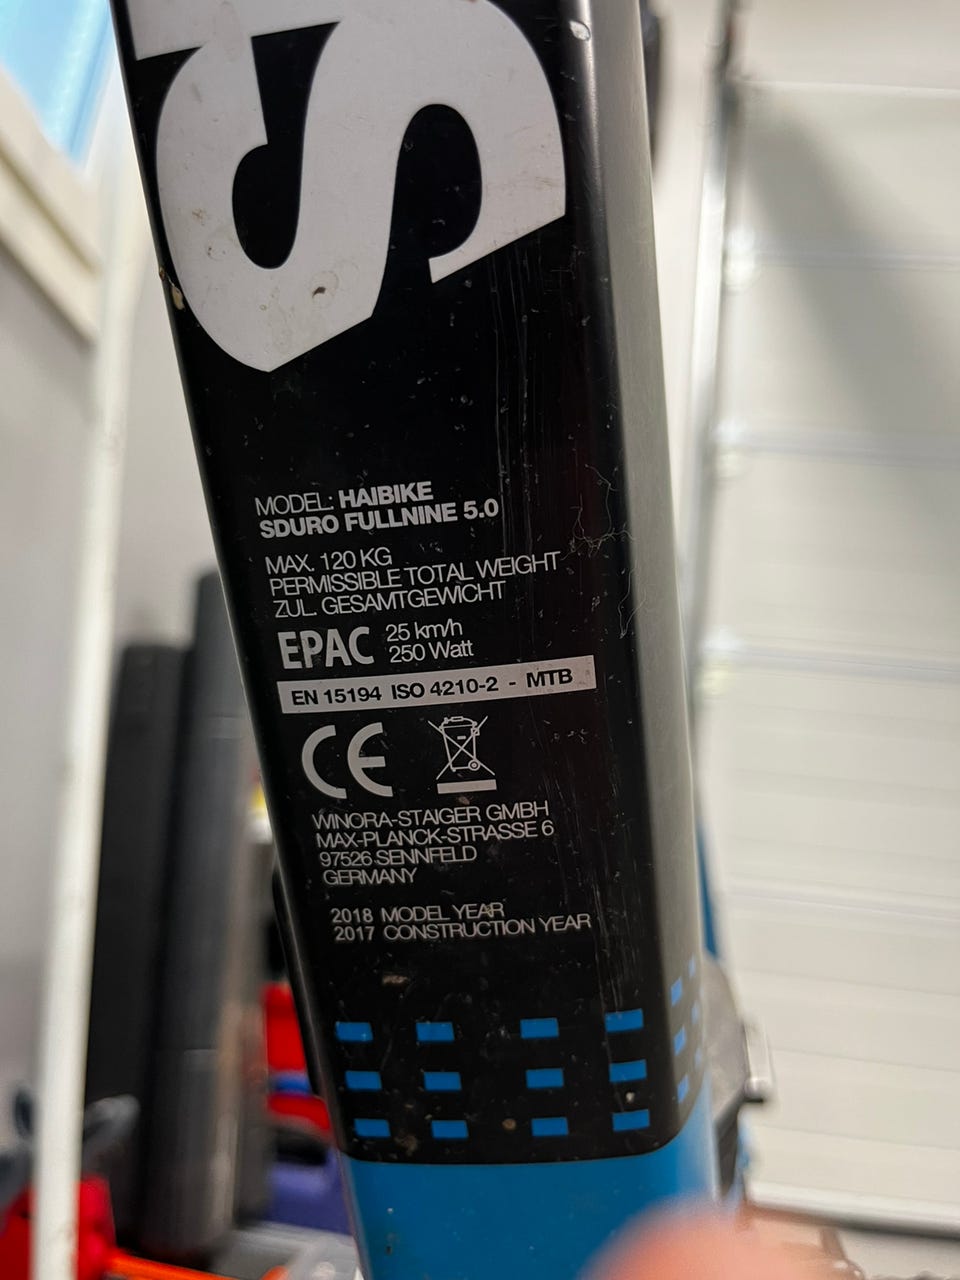 MODEL: HAIBIKE
SDURO FULLNINE 5.0
MAX. 120 KG
PERMISSIBLE TOTAL WEIGHT
ZUL. GESAMTGEWICHT
EPAC 25 km/h
250 Watt
EN 15194 ISO 4210-2 - MTB
CE
WINORA-STAIGER GMBH
MAX-PLANCK-STRASSE 6
97526 SENNFELD
GERMANY
2018 MODEL YEAR
2017 CONSTRUCTION YEAR